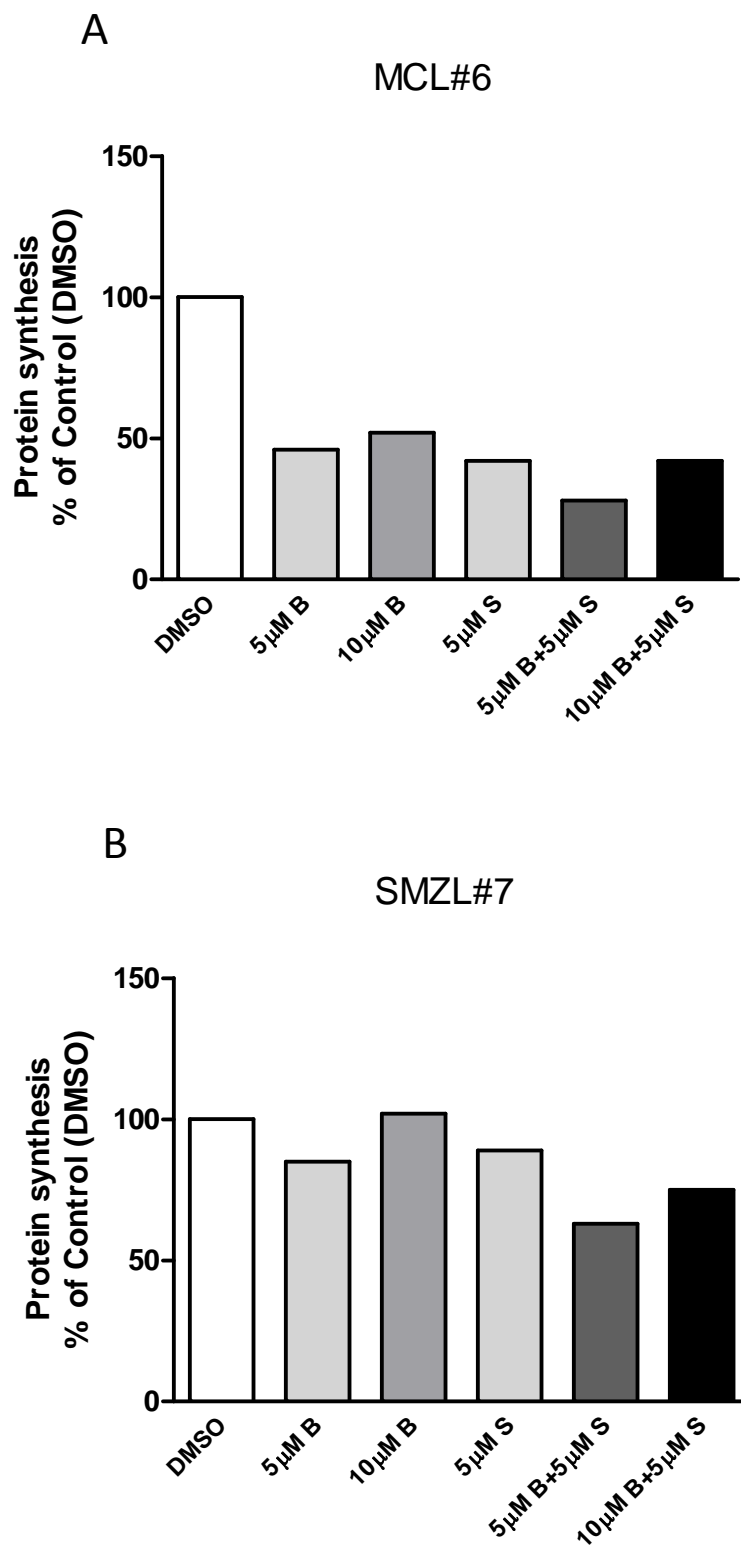 A
MCL#6
Protein synthesis
% of Control (DMSO)
150
100
50
0
DMSO
5μM B
10μM B
5μM S
5μM B+5μM S
10μM B+5μM S
B
SMZL#7
Protein synthesis
% of Control (DMSO)
150
100
50
0
DMSO
5μM B
10μM B
5μM S
5μM B+5μM S
10μM B+5μM S